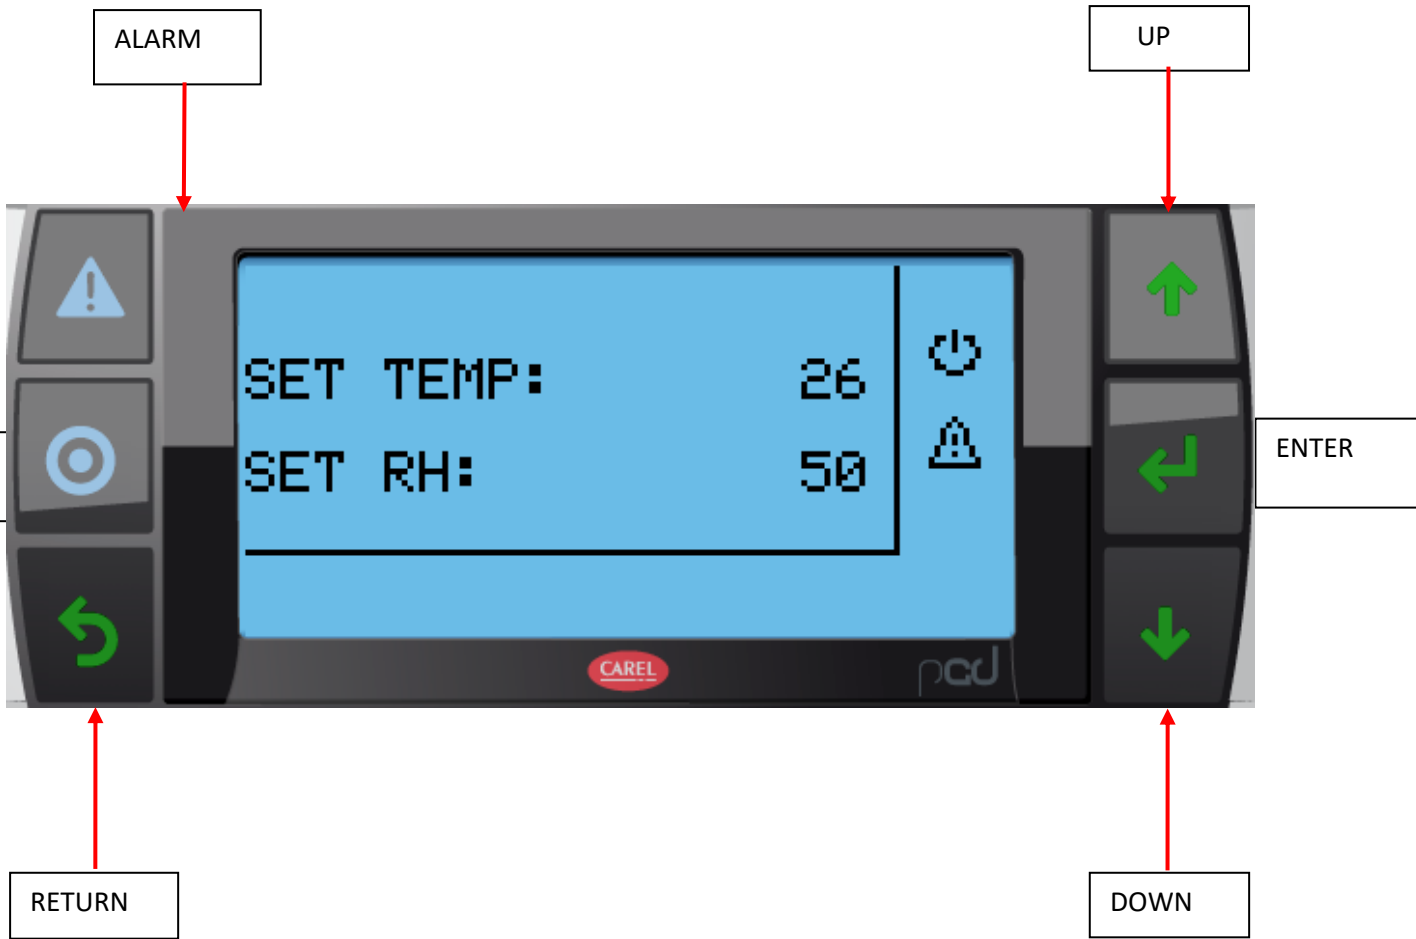 ALARM
UP
SET TEMP: 26
SET RH: 50
ENTER
CAREL
pGD
RETURN
DOWN